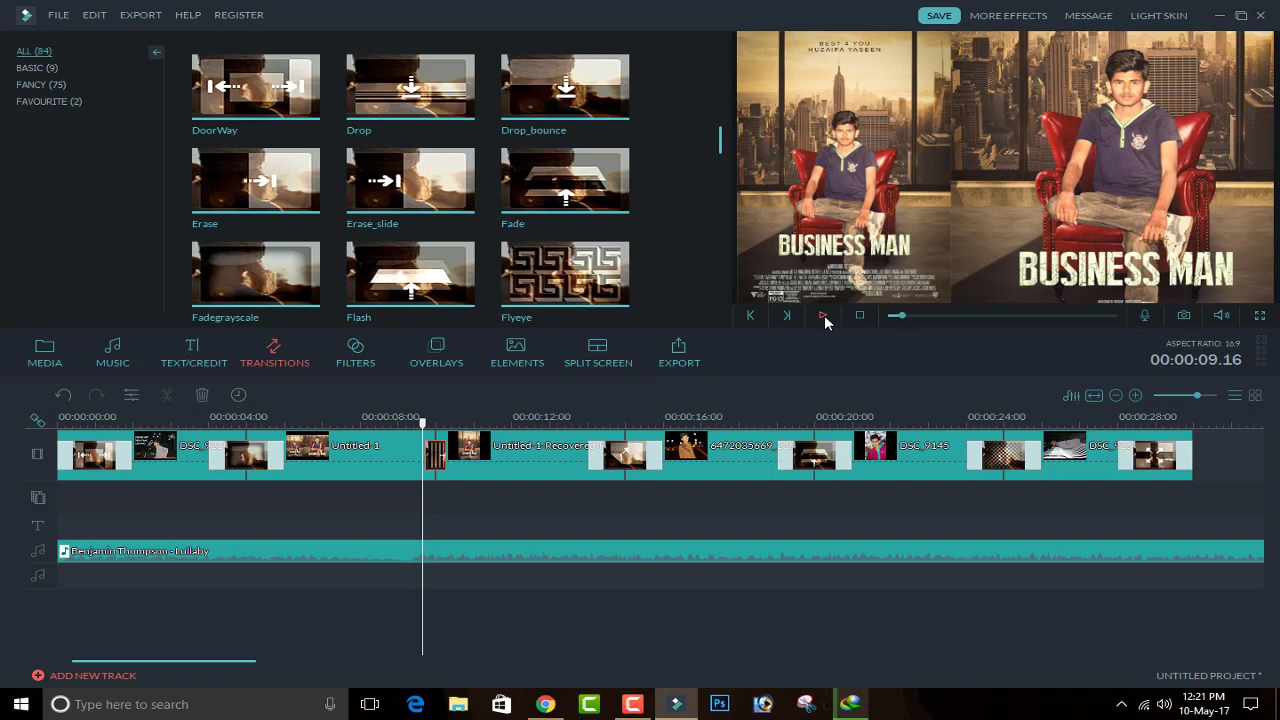 FILE EDIT EXPORT HELP REGISTER
SAVE MORE EFFECTS MESSAGE LIGHT SKIN
ALL (84)
BASIC (9)
FANCY (75)
FAVOURITE (2)
DoorWay Drop Drop_bounce
Erase Erase_slide Fade
Fadegrayscale Flash Flyeye
BEST 4 YOU
HUZAIFA YASEEN
BUSINESS MAN
BUSINESS MAN
MEDIA MUSIC TEXT/CREDIT TRANSITIONS FILTERS OVERLAYS ELEMENTS SPLIT SCREEN EXPORT
ASPECT RATIO: 16:9
00:00:09.16
00:00:00:00 00:00:04:00 00:00:08:00 00:00:12:00 00:00:16:00 00:00:20:00 00:00:24:00 00:00:28:00
Untitled-1 Untitled-1-Recovered DSC_9145
Benjamin Thompson - Lullaby
ADD NEW TRACK
UNTITLED PROJECT *
Type here to search
12:21 PM
10-May-17